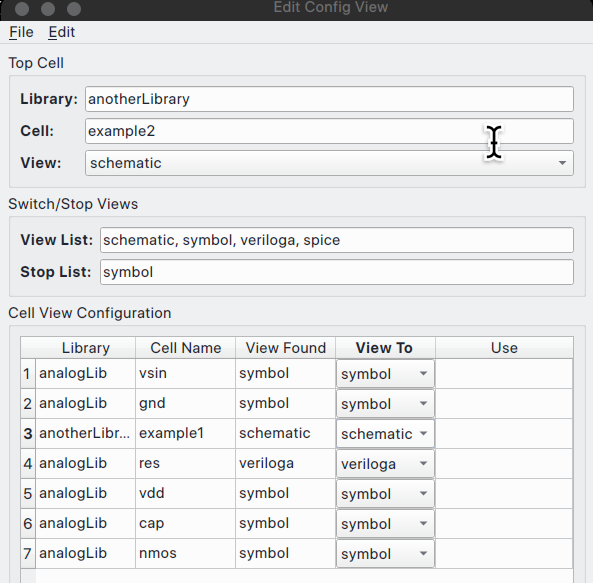 Edit Config View
File Edit
Top Cell
Library: anotherLibrary
Cell: example2
View: schematic
Switch/Stop Views
View List: schematic, symbol, veriloga, spice
Stop List: symbol
Cell View Configuration
Library Cell Name View Found View To Use
1 analogLib vsin symbol symbol
2 analogLib gnd symbol symbol
3 anotherLibr... example1 schematic schematic
4 analogLib res veriloga veriloga
5 analogLib vdd symbol symbol
6 analogLib cap symbol symbol
7 analogLib nmos symbol symbol